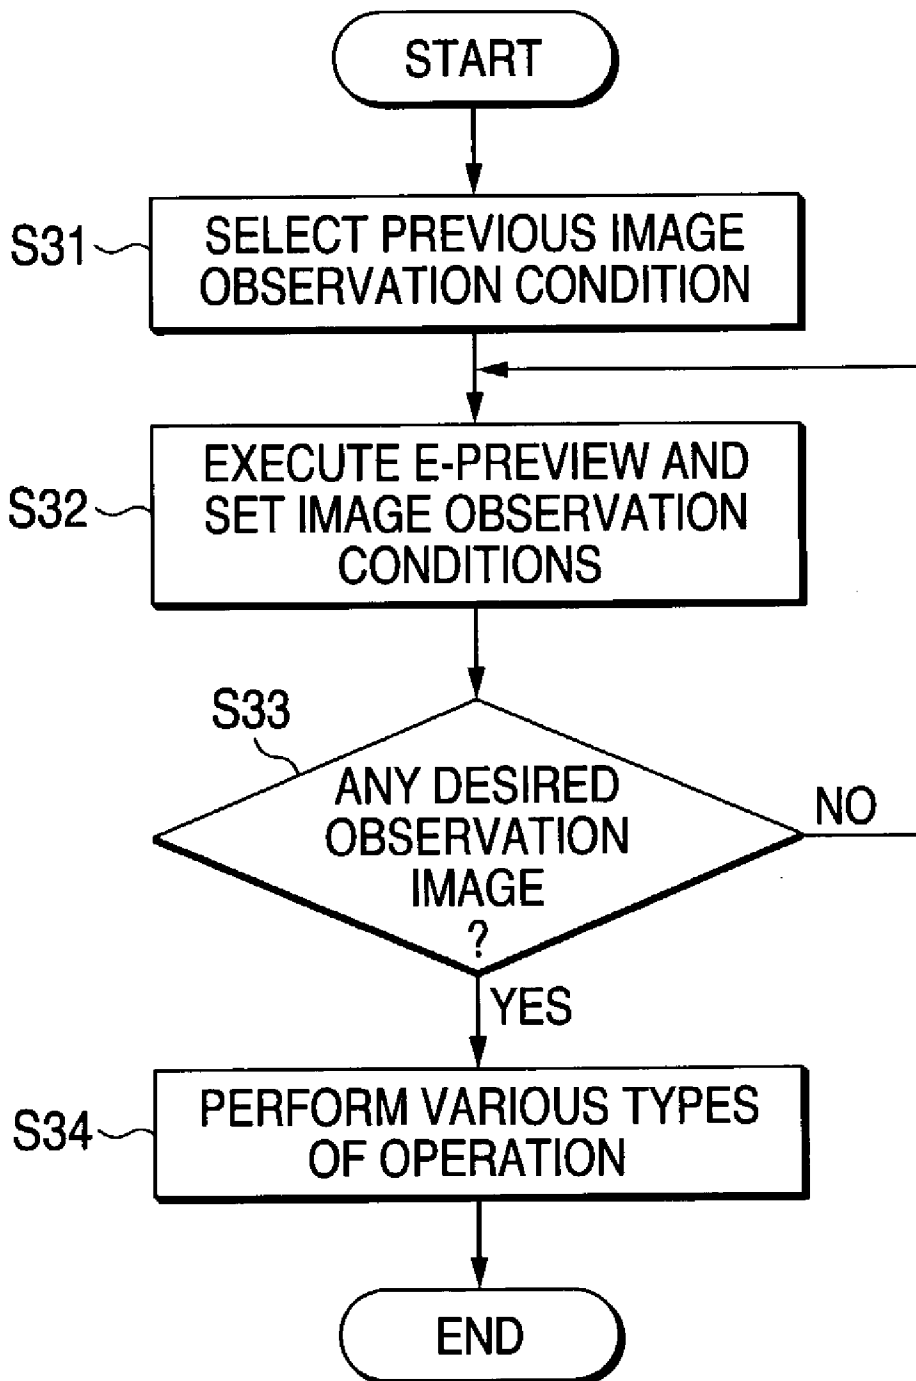 START
S31
SELECT PREVIOUS IMAGE
OBSERVATION CONDITION
S32
EXECUTE E-PREVIEW AND
SET IMAGE OBSERVATION
CONDITIONS
S33
ANY DESIRED
OBSERVATION
IMAGE
?
NO
YES
S34
PERFORM VARIOUS TYPES
OF OPERATION
END